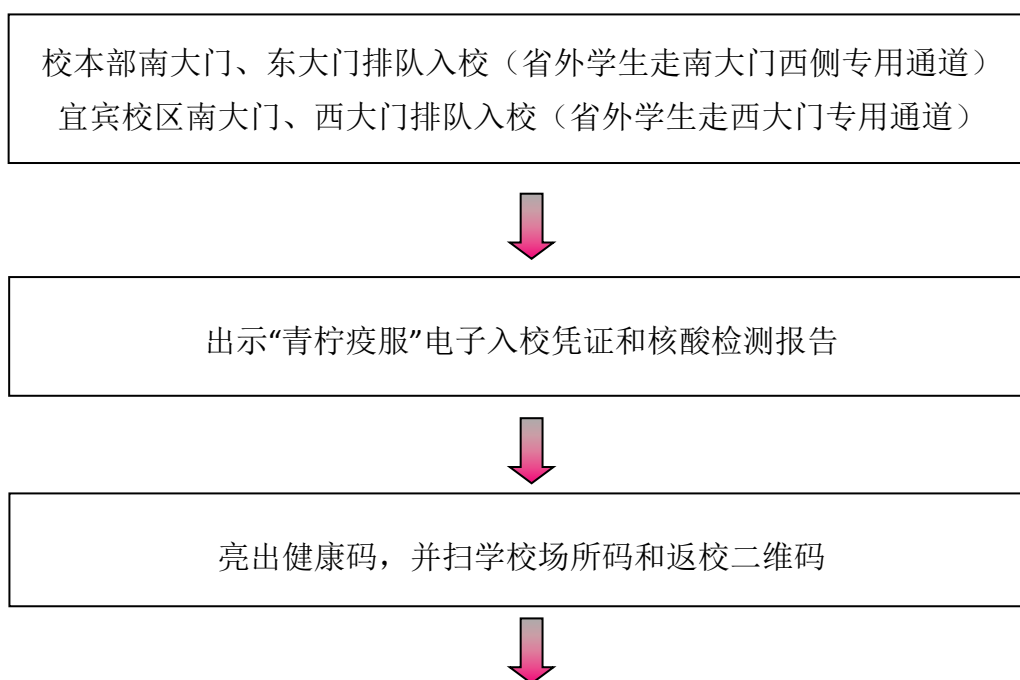 校本部南大门、东大门排队入校（省外学生走南大门西侧专用通道）
宜宾校区南大门、西大门排队入校（省外学生走西大门专用通道）
出示“青柠疫服”电子入校凭证和核酸检测报告
亮出健康码，并扫学校场所码和返校二维码